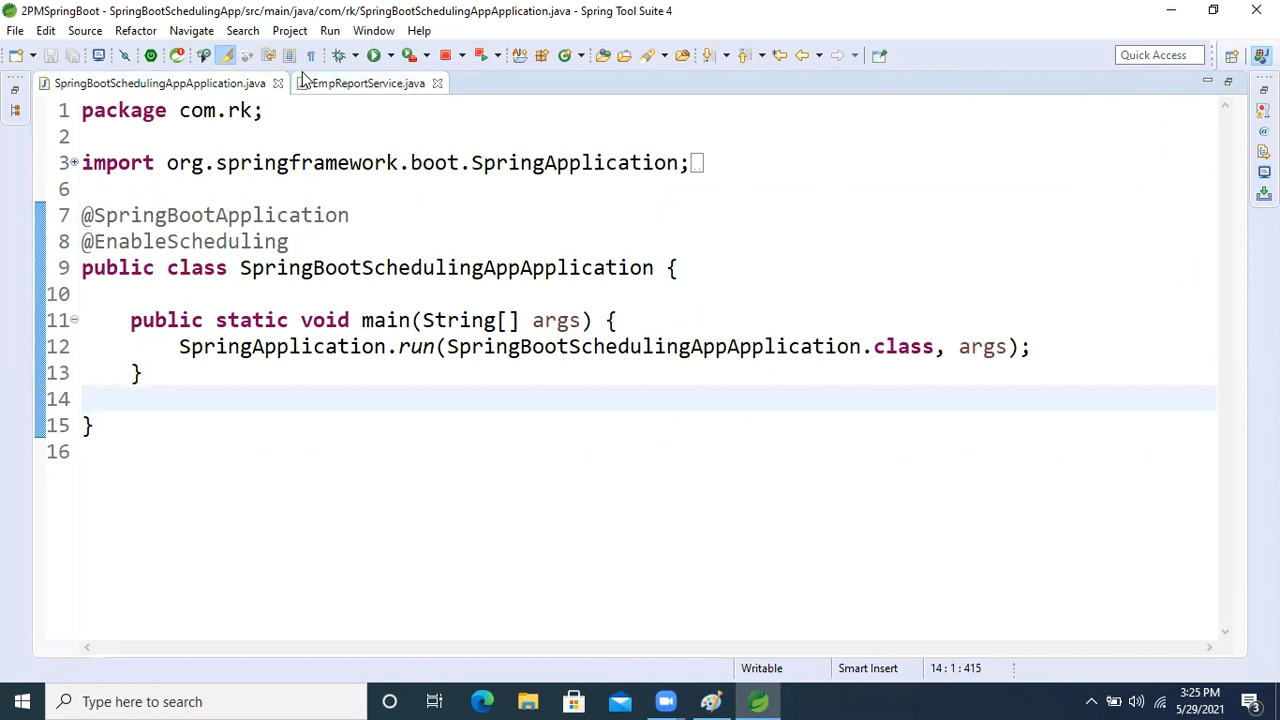 2PMSpringBoot - SpringBootSchedulingApp/src/main/java/com/rk/SpringBootSchedulingAppApplication.java - Spring Tool Suite 4
File Edit Source Refactor Navigate Search Project Run Window Help
Quick Access
SpringBootSchedulingAppApplication.java EmpReportService.java
1 package com.rk;
2
3 import org.springframework.boot.SpringApplication;
6
7 @SpringBootApplication
8 @EnableScheduling
9 public class SpringBootSchedulingAppApplication {
10
11 public static void main(String[] args) {
12 SpringApplication.run(SpringBootSchedulingAppApplication.class, args);
13 }
14
15 }
16
Writable Smart Insert 14 : 1 : 415
Type here to search
3:25 PM
5/29/2021
3